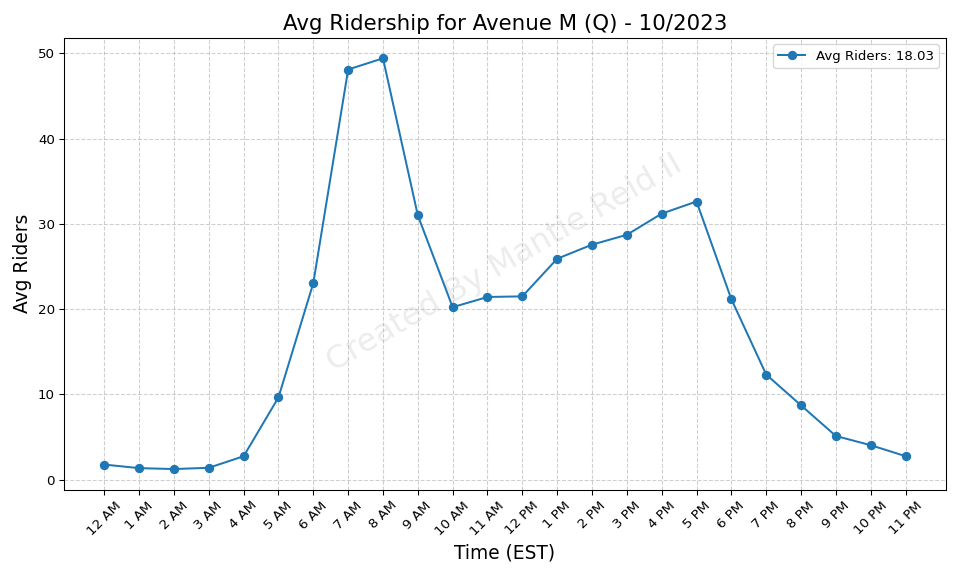 Avg Ridership for Avenue M (Q) - 10/2023
Avg Riders: 18.03
Avg Riders
50
40
30
20
10
0
Created By Mantie Reid II
12 AM
1 AM
2 AM
3 AM
4 AM
5 AM
6 AM
7 AM
8 AM
9 AM
10 AM
11 AM
12 PM
1 PM
2 PM
3 PM
4 PM
5 PM
6 PM
7 PM
8 PM
9 PM
10 PM
11 PM
Time (EST)